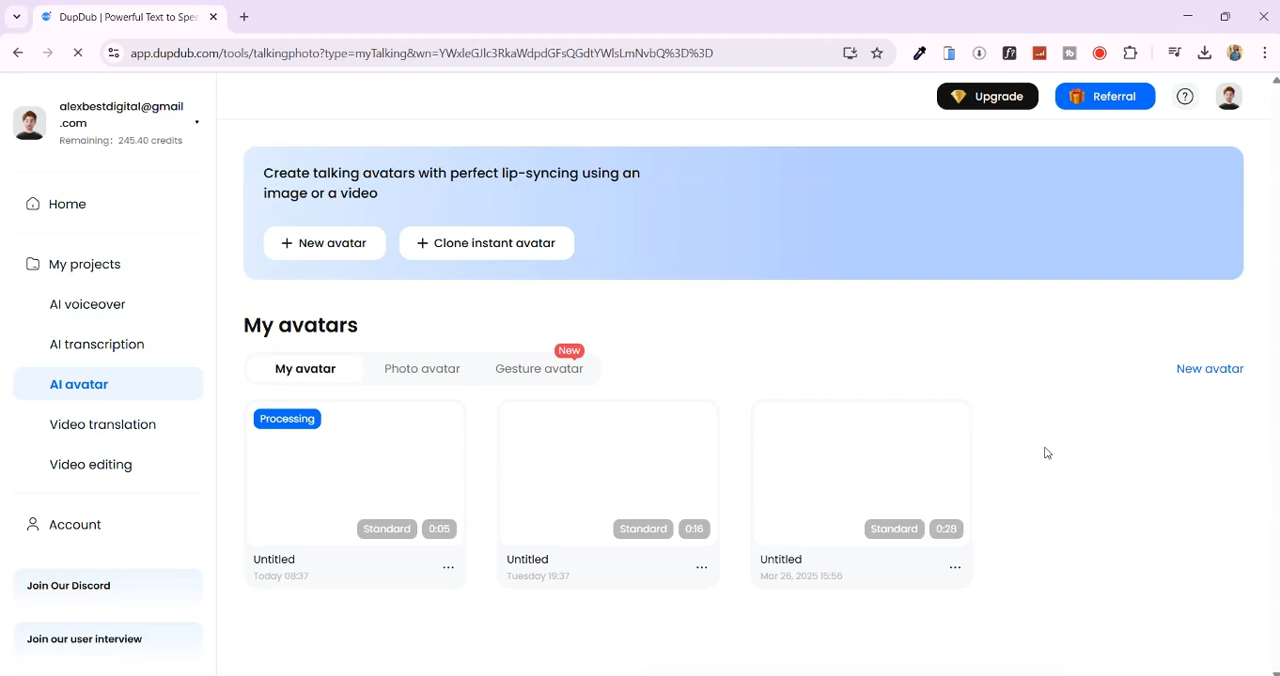 DupDub | Powerful Text to Spee
app.dupdub.com/tools/talkingphoto?type=myTalking&wn=YWxleGJlc3RkaWdpdGFsQGdtYWlsLmNvbQ%3D%3D
alexbestdigital@gmail
.com
Remaining: 245.40 credits
Upgrade
Referral
Home
My projects
AI voiceover
AI transcription
AI avatar
Video translation
Video editing
Account
Join Our Discord
Join our user interview
Create talking avatars with perfect lip-syncing using an
image or a video
+ New avatar
+ Clone instant avatar
My avatars
New
My avatar
Photo avatar
Gesture avatar
New avatar
Processing
Standard 0:05
Untitled
Today 08:37
Standard 0:16
Untitled
Tuesday 19:37
Standard 0:28
Untitled
Mar 26, 2025 15:56